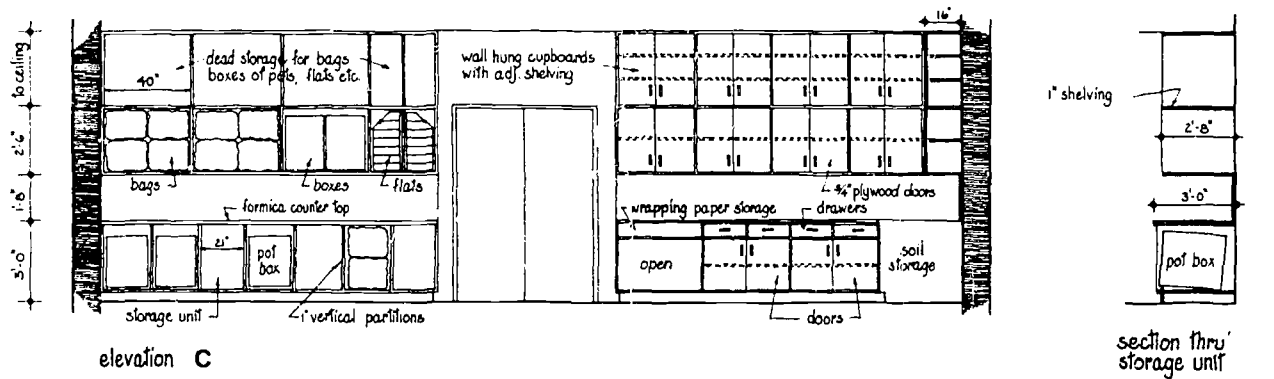 16"
to ceiling
dead storage for bags
boxes of pots, flats etc.
40"
wall hung cupboards
with adj. shelving
1" shelving
2'-6"
2'-8"
bags
boxes
flats
3/4" plywood doors
1'-8"
formica counter top
wrapping paper storage
drawers
3'-0"
3'-0"
21"
pot
box
open
soil
storage
pot box
storage unit
1" vertical partitions
doors
elevation C
section thru'
storage unit